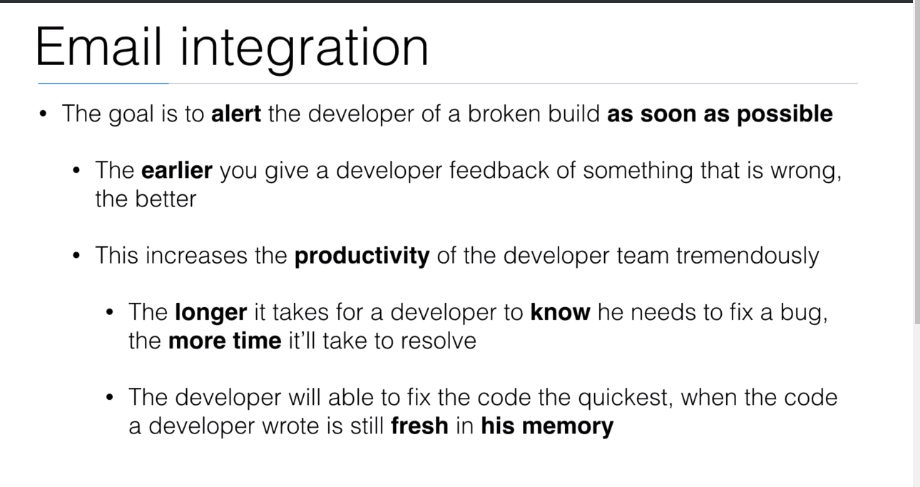 Email integration
• The goal is to alert the developer of a broken build as soon as possible
• The earlier you give a developer feedback of something that is wrong,
the better
• This increases the productivity of the developer team tremendously
• The longer it takes for a developer to know he needs to fix a bug,
the more time it'll take to resolve
• The developer will able to fix the code the quickest, when the code
a developer wrote is still fresh in his memory